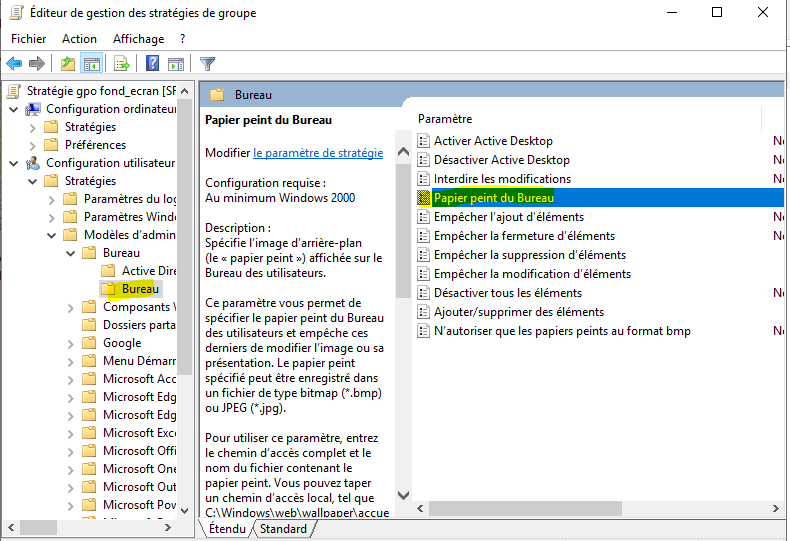 Éditeur de gestion des stratégies de groupe
Fichier Action Affichage ?
Stratégie gpo fond_ecran [SR
Configuration ordinateur
Stratégies
Préférences
Configuration utilisateur
Stratégies
Paramètres du log
Paramètres Windo
Modèles d'admin
Bureau
Active Dire
Bureau
Composants W
Dossiers parta
Google
Menu Démarr
Microsoft Acc
Microsoft Edg
Microsoft Edg
Microsoft Exc
Microsoft Offi
Microsoft One
Microsoft Out
Microsoft Pow
Bureau
Papier peint du Bureau
Modifier le paramètre de stratégie
Configuration requise :
Au minimum Windows 2000
Description :
Spécifie l'image d'arrière-plan
(le « papier peint ») affichée sur le
Bureau des utilisateurs.
Ce paramètre vous permet de
spécifier le papier peint du Bureau
des utilisateurs et empêche ces
derniers de modifier l'image ou sa
présentation. Le papier peint
spécifié peut être enregistré dans
un fichier de type bitmap (*.bmp)
ou JPEG (*.jpg).
Pour utiliser ce paramètre, entrez
le chemin d'accès complet et le
nom du fichier contenant le
papier peint. Vous pouvez taper
un chemin d'accès local, tel que
C:\Windows\web\wallpaper\accue
Paramètre
Activer Active Desktop
Désactiver Active Desktop
Interdire les modifications
Papier peint du Bureau
Empêcher l'ajout d'éléments
Empêcher la fermeture d'éléments
Empêcher la suppression d'éléments
Empêcher la modification d'éléments
Désactiver tous les éléments
Ajouter/supprimer des éléments
N'autoriser que les papiers peints au format bmp
Étendu Standard